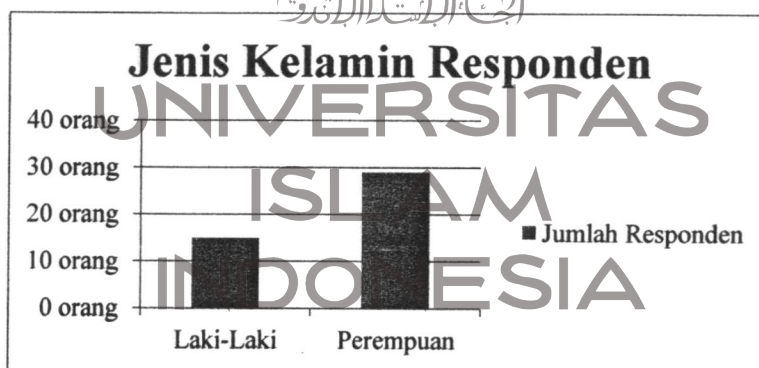 Jenis Kelamin Responden
UNIVERSITAS
ISLAM
INDONESIA
40 orang
30 orang
20 orang
10 orang
0 orang
Laki-Laki
Perempuan
Jumlah Responden